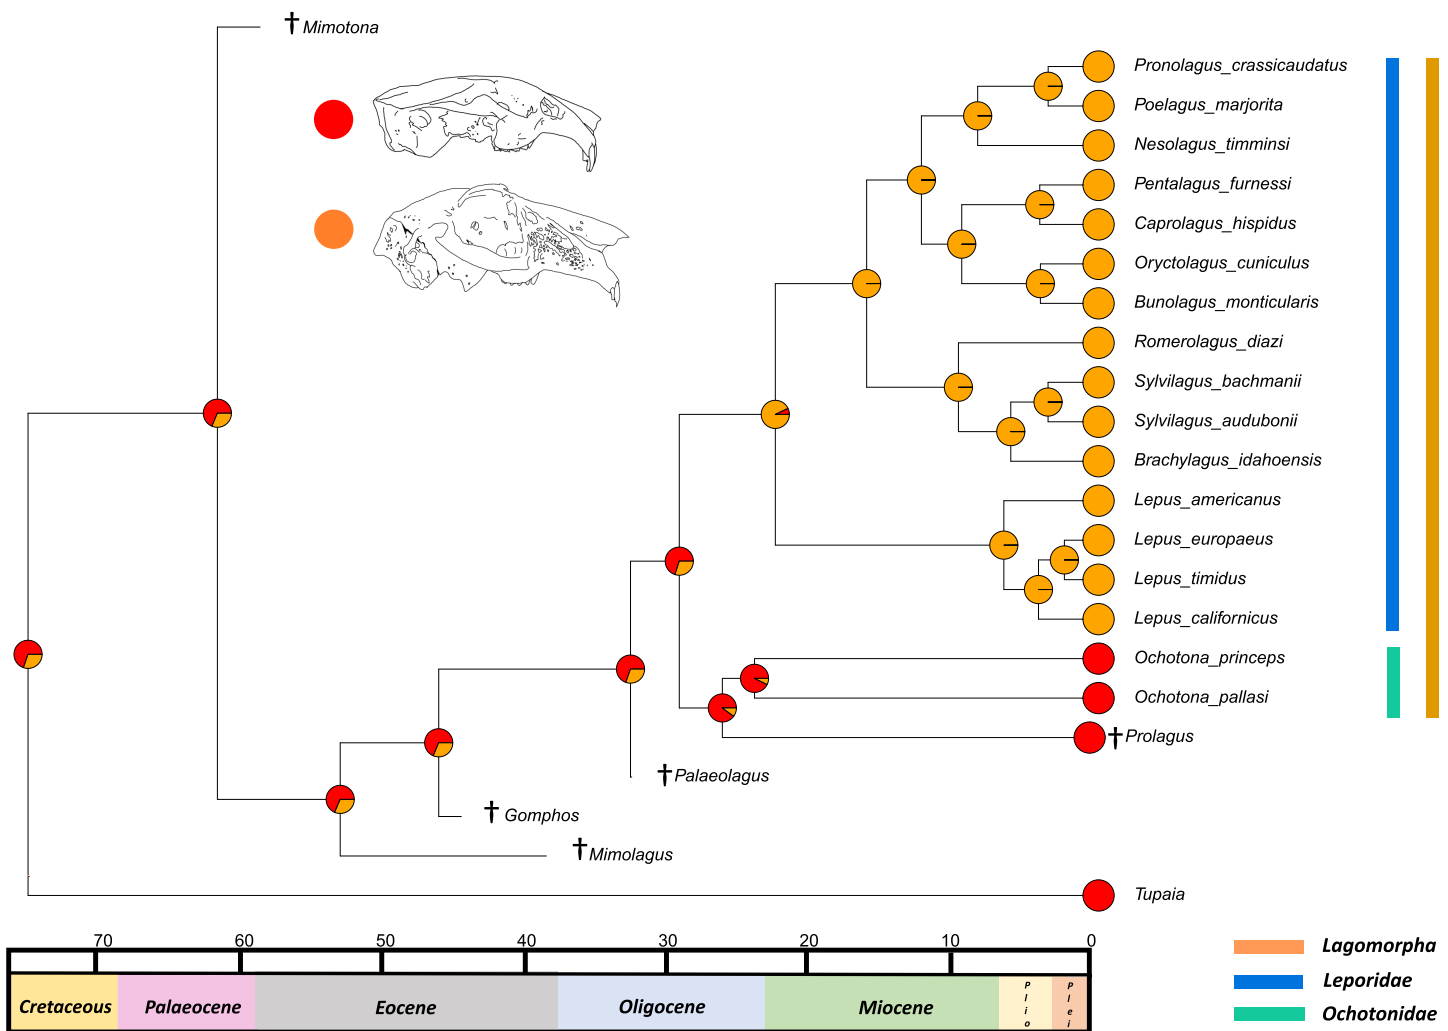 †Mimotona
Pronolagus_crassicaudatus
Poelagus_marjorita
Nesolagus_timminsi
Pentalagus_furnessi
Caprolagus_hispidus
Oryctolagus_cuniculus
Bunolagus_monticularis
Romerolagus_diazi
Sylvilagus_bachmanii
Sylvilagus_audubonii
Brachylagus_idahoensis
Lepus_americanus
Lepus_europaeus
Lepus_timidus
Lepus_californicus
Ochotona_princeps
Ochotona_pallasi
†Prolagus
†Palaeolagus
†Gomphos
†Mimolagus
Tupaia
70 60 50 40 30 20 10 0
Cretaceous Palaeocene Eocene Oligocene Miocene Plio Plei
Lagomorpha
Leporidae
Ochotonidae